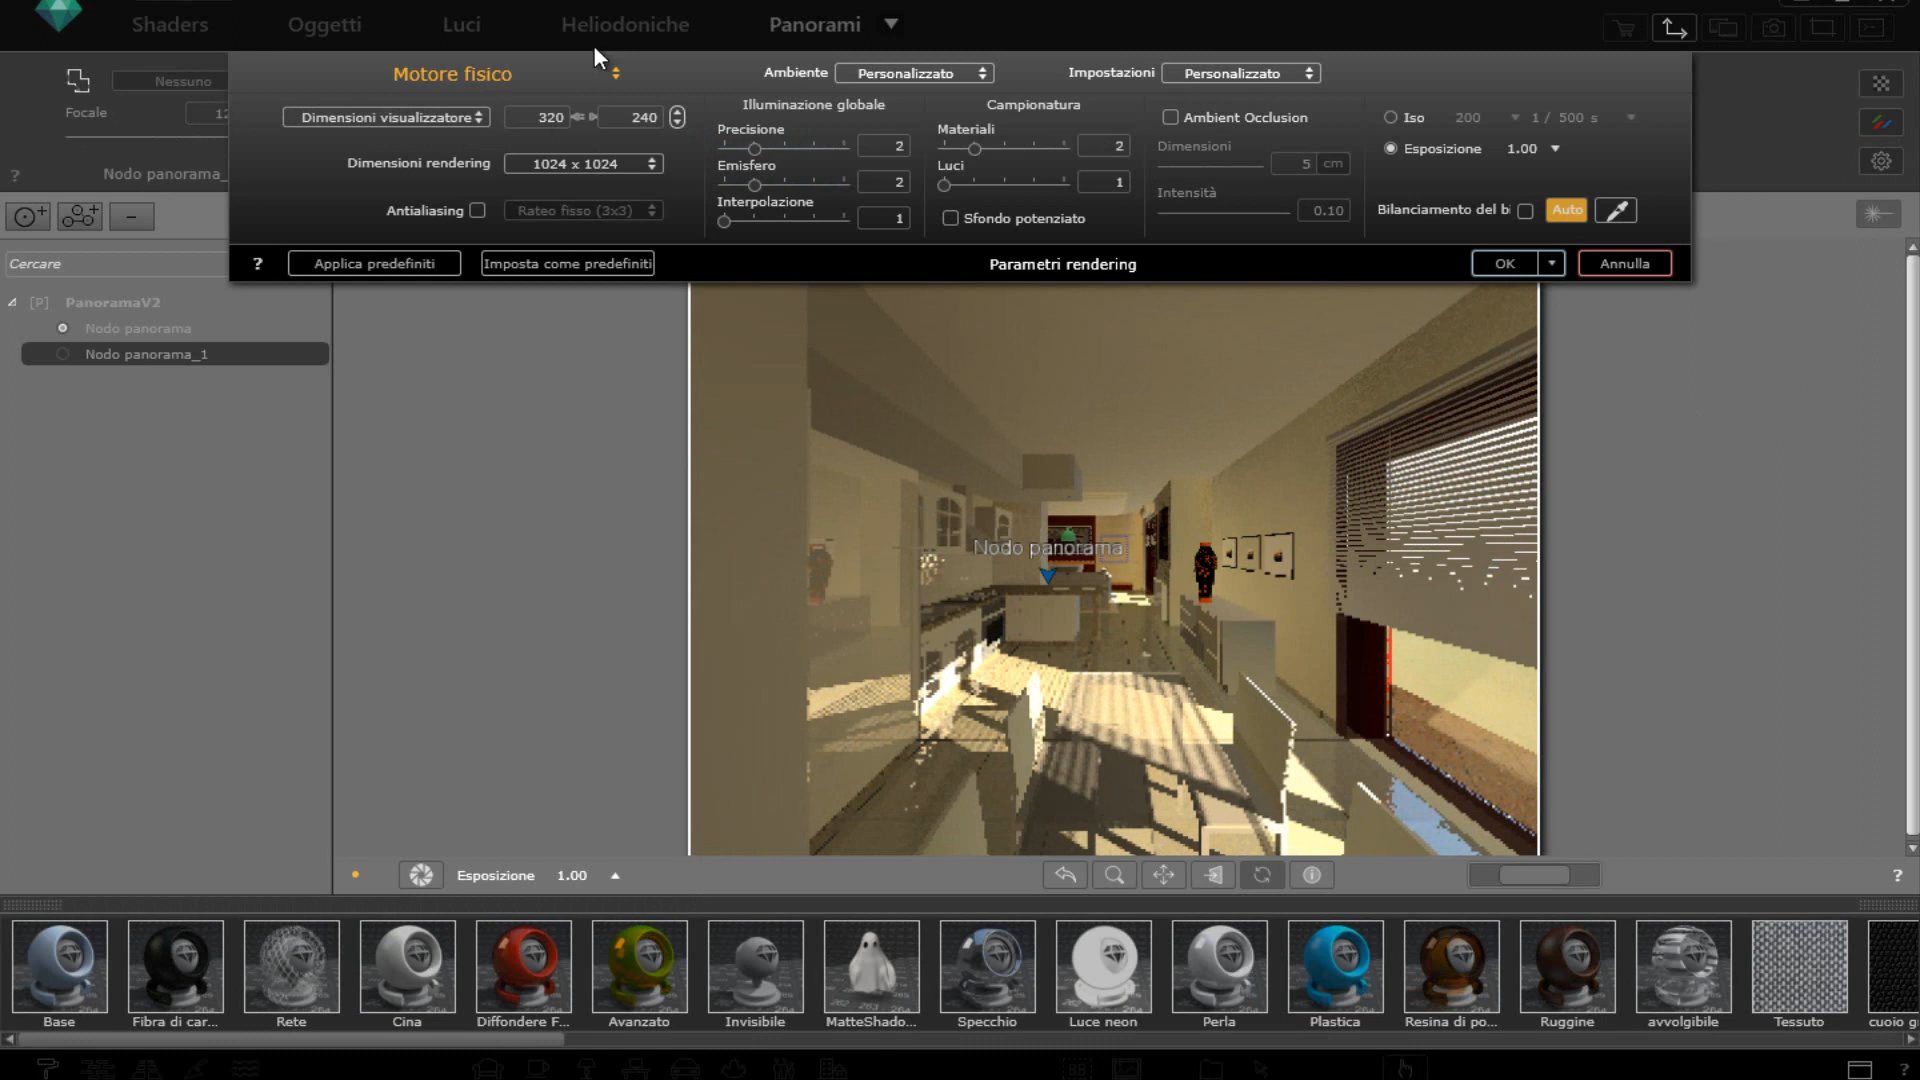 Shaders Oggetti Luci Heliodoniche Panorami
Nessuno
Focale
Nodo panorama_
?
Motore fisico
Ambiente Personalizzato Impostazioni Personalizzato
Dimensioni visualizzatore 320 240
Dimensioni rendering 1024 x 1024
Antialiasing Rateo fisso (3x3)
Illuminazione globale
Precisione 2
Emisfero 2
Interpolazione 1
Campionatura
Materiali 2
Luci 1
Sfondo potenziato
Ambient Occlusion
Dimensioni 5 cm
Intensità 0.10
Iso 200 1 / 500 s
Esposizione 1.00
Bilanciamento del bi Auto
? Applica predefiniti Imposta come predefiniti Parametri rendering OK Annulla
Cercare
[P] PanoramaV2
Nodo panorama
Nodo panorama_1
Nodo panorama
Esposizione 1.00 ?
Base Fibra di car... Rete Cina Diffondere F... Avanzato Invisibile MatteShado... Specchio Luce neon Perla Plastica Resina di po... Ruggine avvolgibile Tessuto cuoio g
?